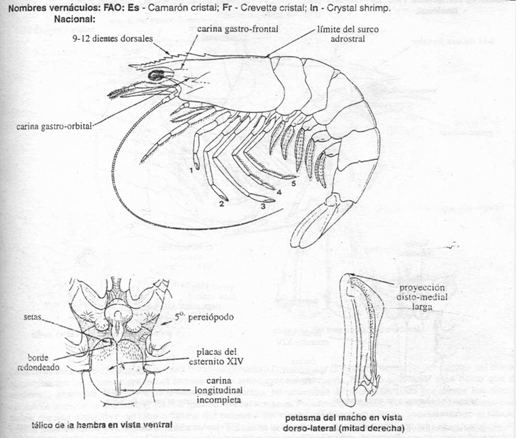 Nombres vernáculos: FAO: Es - Camarón cristal; Fr - Crevette cristal; In - Crystal shrimp.
Nacional:
carina gastro-frontal
límite del surco
adrostral
9-12 dientes dorsales
carina gastro-orbital
1
2
3
4
5
proyección
disto-medial
larga
setas
5º. pereiópodo
borde
redondeado
placas del
esternito XIV
carina
longitudinal
incompleta
télico de la hembra en vista ventral
petasma del macho en vista
dorso-lateral (mitad derecha)